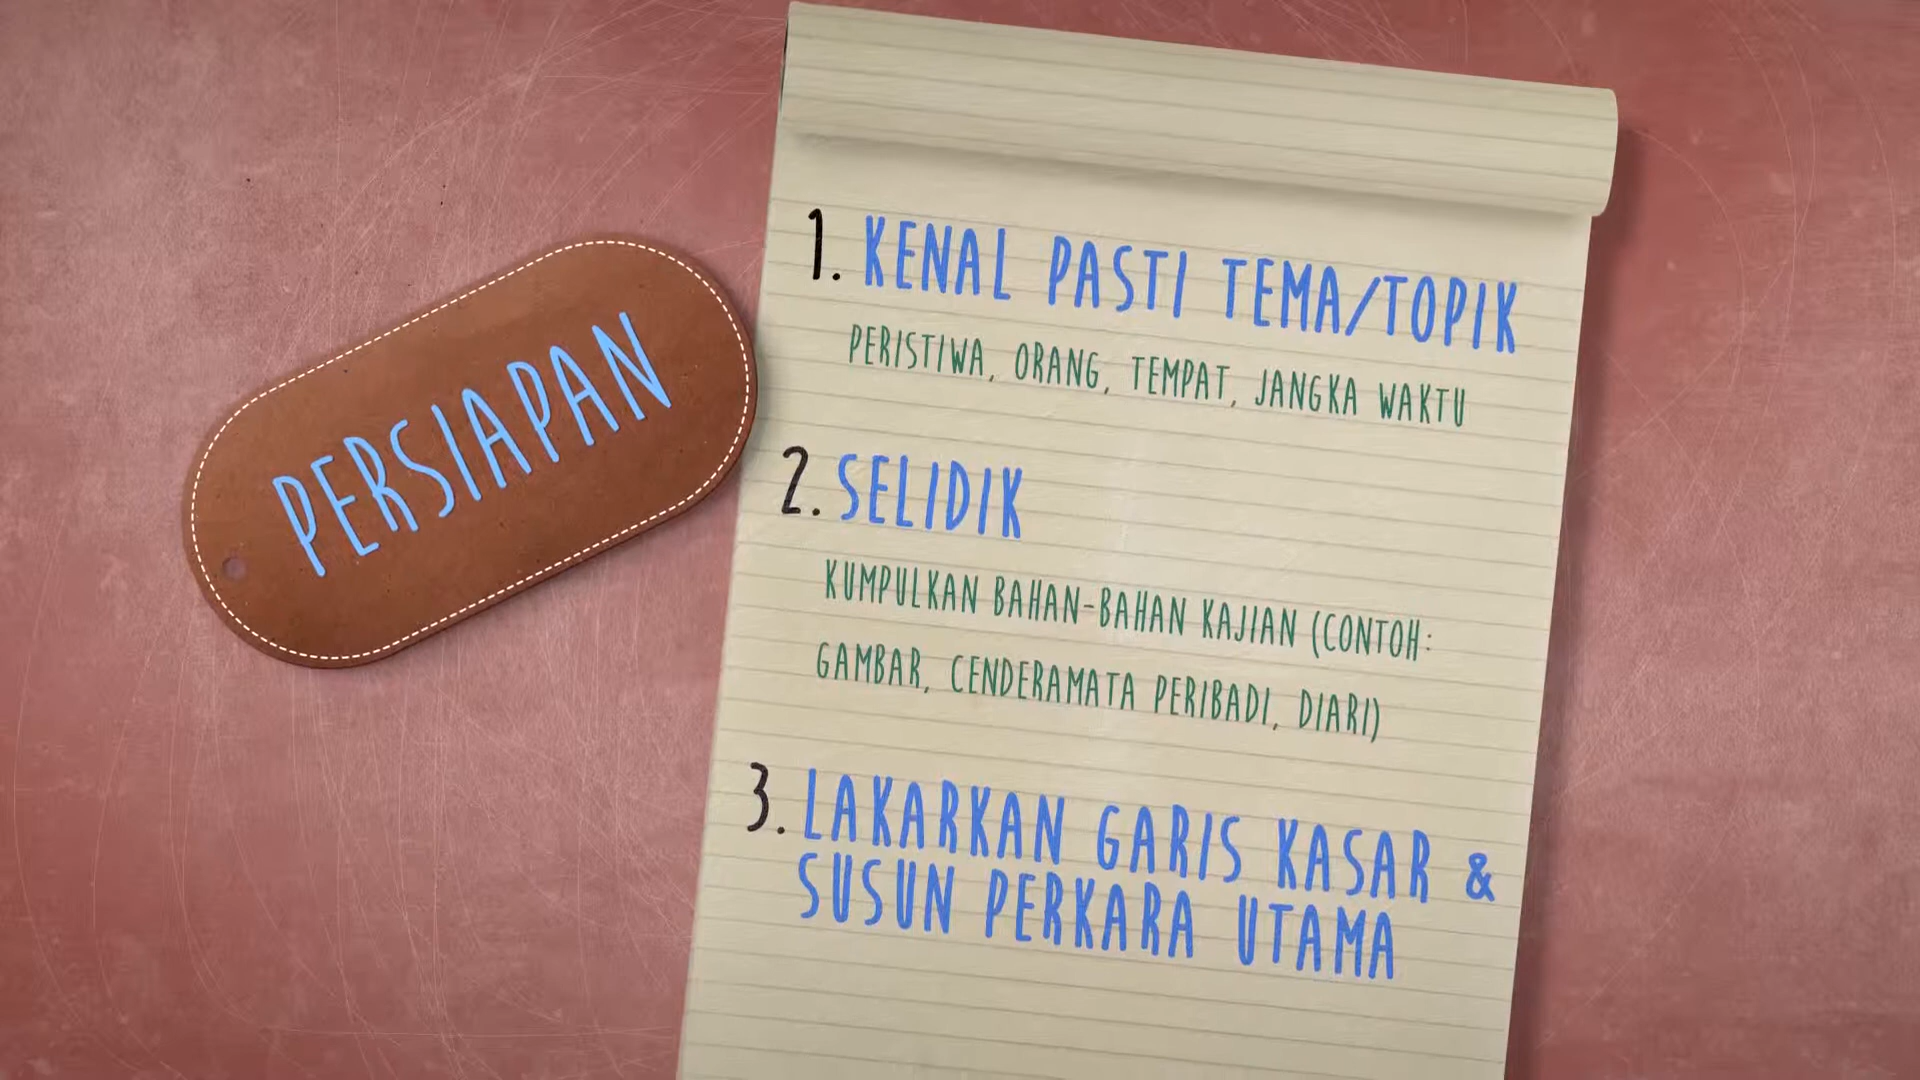 PERSIAPAN
1. KENAL PASTI TEMA/TOPIK
PERISTIWA, ORANG, TEMPAT, JANGKA WAKTU
2. SELIDIK
KUMPULKAN BAHAN-BAHAN KAJIAN (CONTOH:
GAMBAR, CENDERAMATA PERIBADI, DIARI)
3. LAKARKAN GARIS KASAR &
SUSUN PERKARA UTAMA